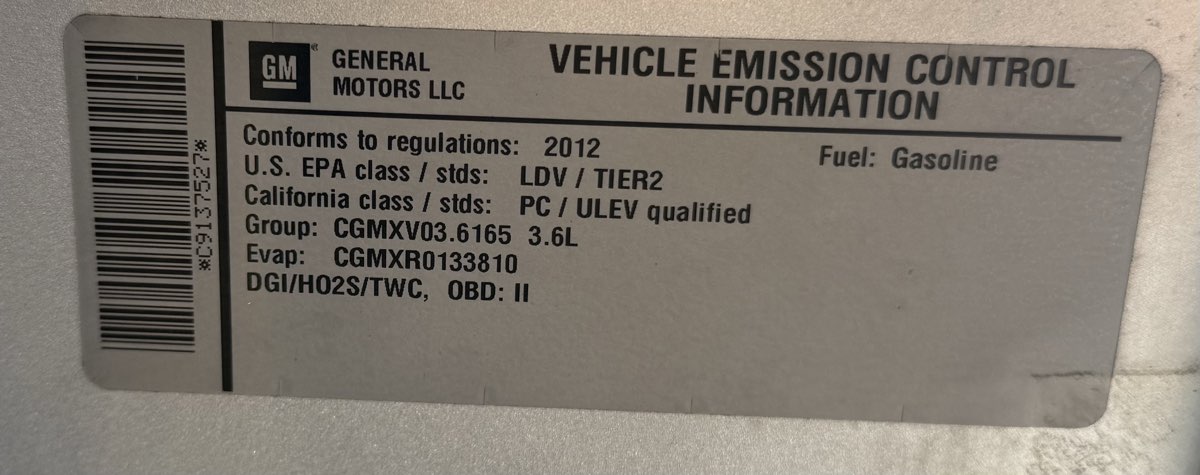 *C9137527*
GM
GENERAL
MOTORS LLC
VEHICLE EMISSION CONTROL
INFORMATION
Conforms to regulations: 2012
Fuel: Gasoline
U.S. EPA class / stds: LDV / TIER2
California class / stds: PC / ULEV qualified
Group: CGMXV03.6165 3.6L
Evap: CGMXR0133810
DGI/HO2S/TWC, OBD: II